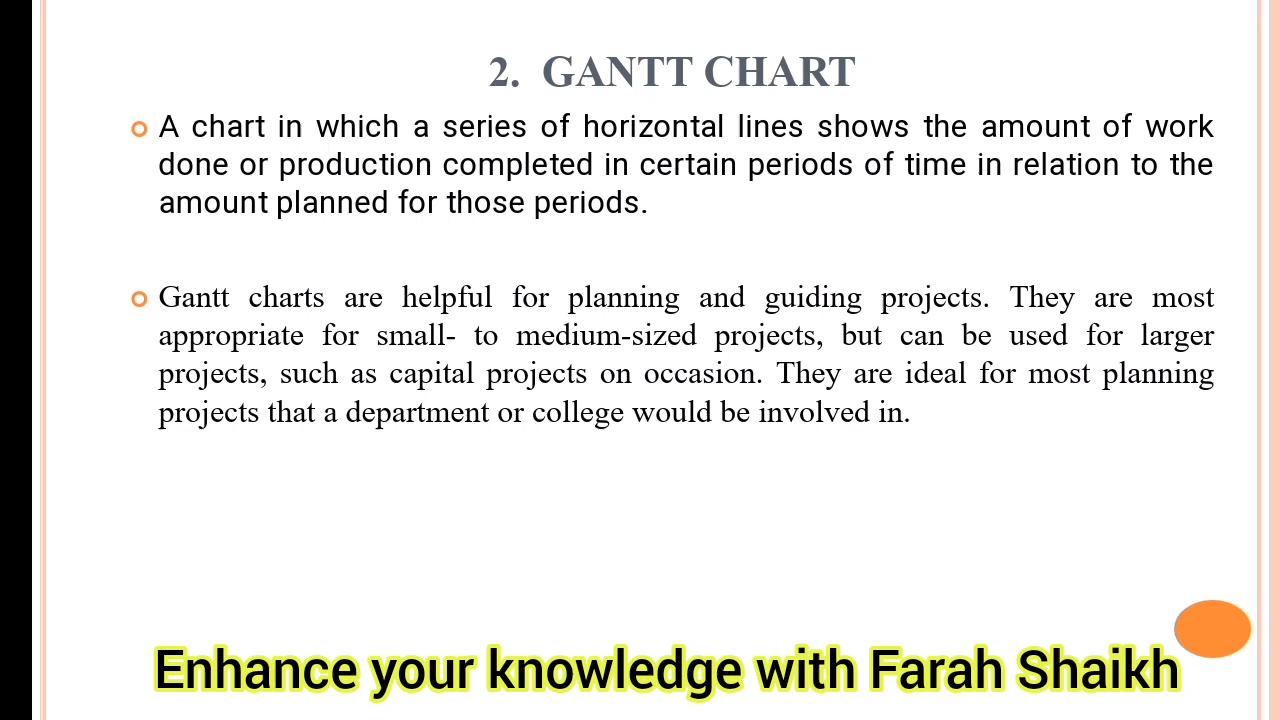 2. GANTT CHART
A chart in which a series of horizontal lines shows the amount of work
done or production completed in certain periods of time in relation to the
amount planned for those periods.
Gantt charts are helpful for planning and guiding projects. They are most
appropriate for small- to medium-sized projects, but can be used for larger
projects, such as capital projects on occasion. They are ideal for most planning
projects that a department or college would be involved in.
Enhance your knowledge with Farah Shaikh